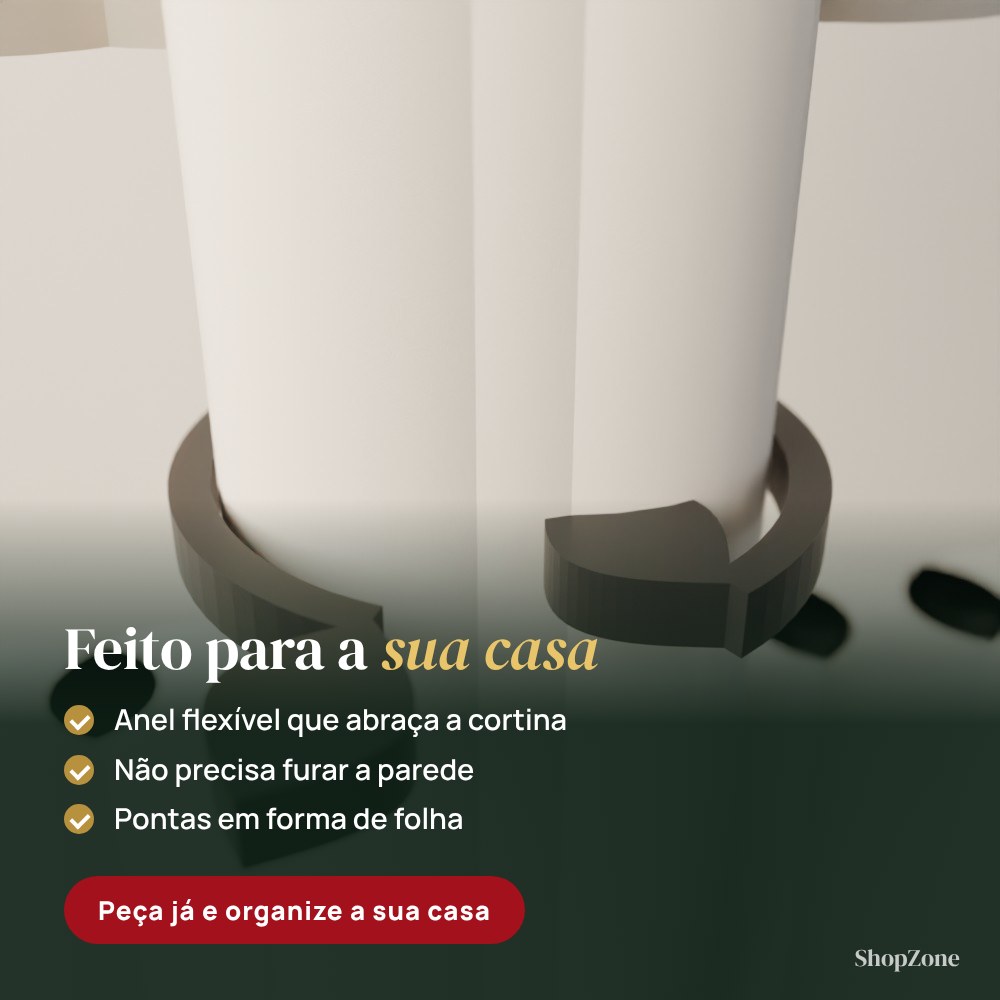 Feito para a sua casa
Anel flexível que abraça a cortina
Não precisa furar a parede
Pontas em forma de folha
Peça já e organize a sua casa
ShopZone